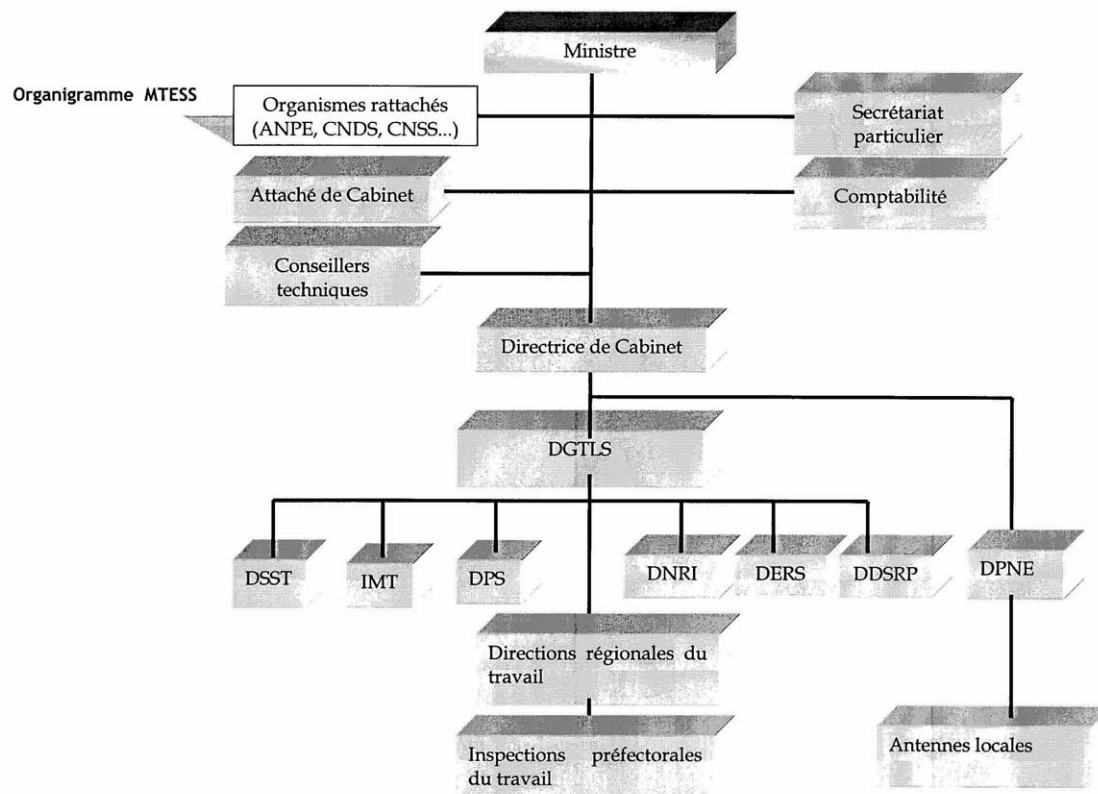 Ministre
Organigramme MTESS
Organismes rattachés
(ANPE, CNDS, CNSS...)
Secrétariat
particulier
Attaché de Cabinet
Comptabilité
Conseillers
techniques
Directrice de Cabinet
DGTLS
DSST
IMT
DPS
DNRI
DERS
DDSRP
DPNE
Directions régionales du
travail
Inspections préfectorales
du travail
Antennes locales